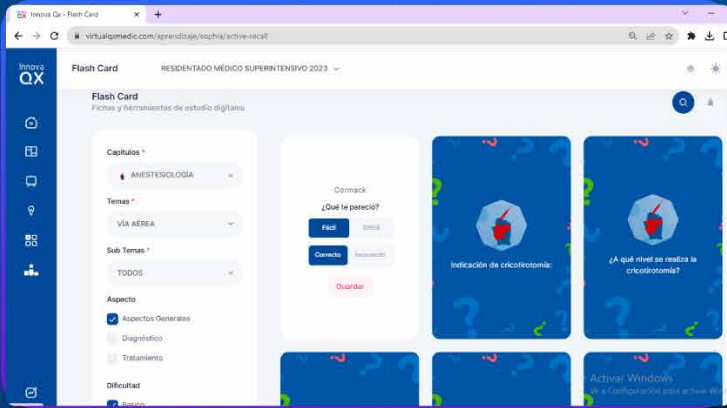 Innova Qx - Flash Card
virtualqxmedic.com/aprendizaje/sophia/active-recall
Innova
QX
Flash Card
RESIDENTADO MÉDICO SUPERINTENSIVO 2023
Flash Card
Fichas y herramientas de estudio digitales
Capítulos *
ANESTESIOLOGÍA
Temas *
VÍA AÉREA
Sub Temas *
TODOS
Aspecto
Aspectos Generales
Diagnóstico
Tratamiento
Dificultad
Básico
Cormack
¿Qué te pareció?
Fácil
Difícil
Correcto
Incorrecto
Guardar
Indicación de cricotirotomía:
¿A qué nivel se realiza la
cricotirotomía?
Activar Windows
Ve a Configuración para activar